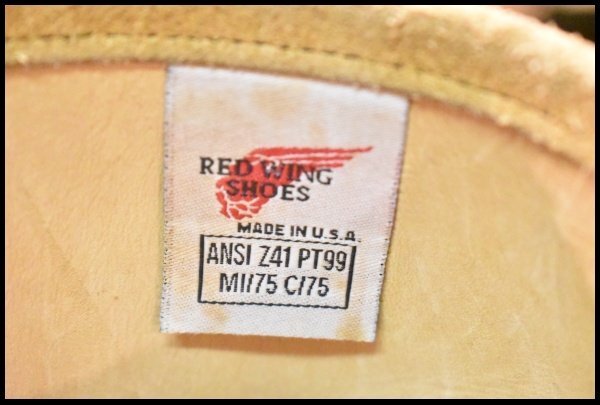 RED WING
SHOES
MADE IN U.S.A.
ANSI Z41 PT99
MI/75 C/75